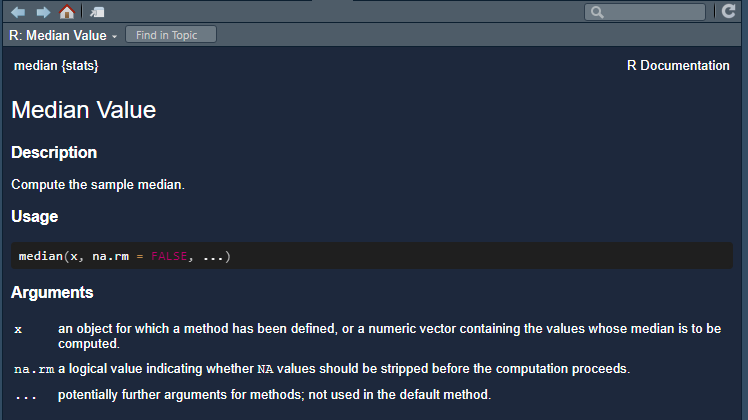 R: Median Value
Find in Topic
median {stats}
R Documentation
Median Value
Description
Compute the sample median.
Usage
median(x, na.rm = FALSE, ...)
Arguments
x an object for which a method has been defined, or a numeric vector containing the values whose median is to be
computed.
na.rm a logical value indicating whether NA values should be stripped before the computation proceeds.
... potentially further arguments for methods; not used in the default method.